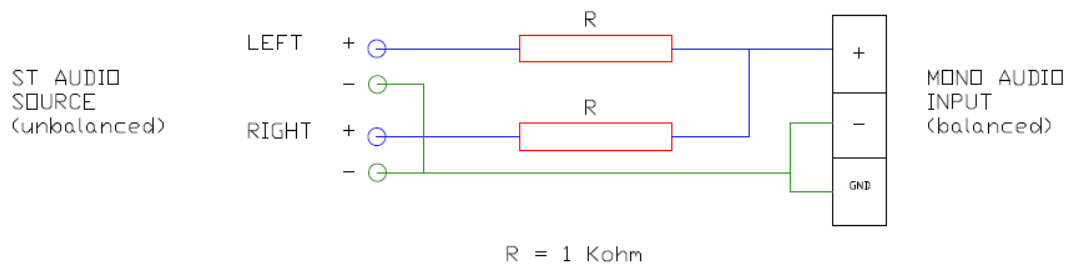 R
LEFT
+
+
ST AUDIO
SOURCE
(unbalanced)
-
MONO AUDIO
INPUT
(balanced)
R
RIGHT
+
-
-
GND
R = 1 Kohm